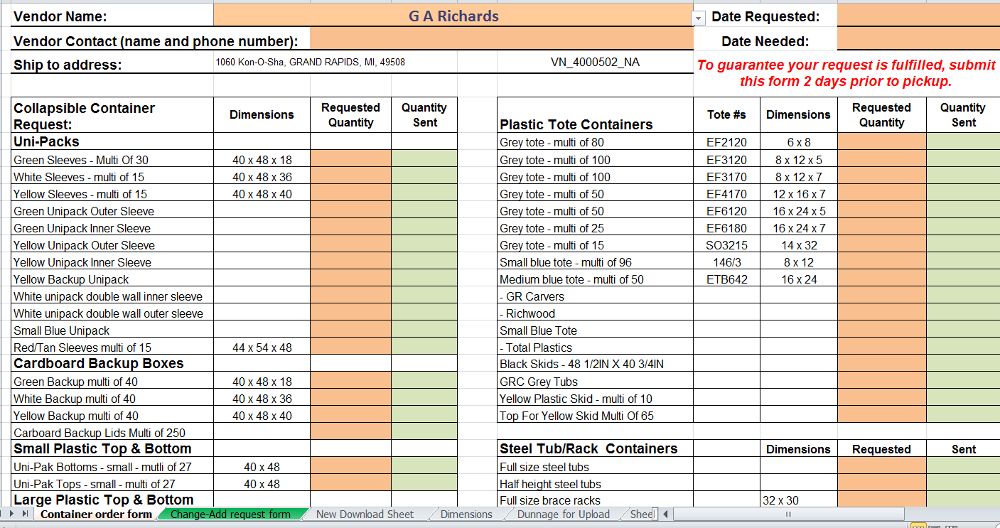 Vendor Name: G A Richards Date Requested:
Vendor Contact (name and phone number): Date Needed:
Ship to address: 1060 Kon-O-Sha, GRAND RAPIDS, MI, 49508 VN_4000502_NA
To guarantee your request is fulfilled, submit
this form 2 days prior to pickup.
Collapsible Container
Request: Dimensions Requested
Quantity Quantity
Sent
Uni-Packs
Green Sleeves - Multi Of 30 40 x 48 x 18
White Sleeves - multi of 15 40 x 48 x 36
Yellow Sleeves - multi of 15 40 x 48 x 40
Green Unipack Outer Sleeve
Green Unipack Inner Sleeve
Yellow Unipack Outer Sleeve
Yellow Unipack Inner Sleeve
Yellow Backup Unipack
White unipack double wall inner sleeve
White unipack double wall outer sleeve
Small Blue Unipack
Red/Tan Sleeves multi of 15 44 x 54 x 48
Cardboard Backup Boxes
Green Backup multi of 40 40 x 48 x 18
White Backup multi of 40 40 x 48 x 36
Yellow Backup multi of 40 40 x 48 x 40
Carboard Backup Lids Multi of 250
Small Plastic Top & Bottom
Uni-Pak Bottoms - small - mutli of 27 40 x 48
Uni-Pak Tops - small - multi of 27 40 x 48
Large Plastic Top & Bottom
Plastic Tote Containers Tote #s Dimensions Requested
Quantity Quantity
Sent
Grey tote - multi of 80 EF2120 6 x 8
Grey tote - multi of 100 EF3120 8 x 12 x 5
Grey tote - multi of 100 EF3170 8 x 12 x 7
Grey tote - multi of 50 EF4170 12 x 16 x 7
Grey tote - multi of 50 EF6120 16 x 24 x 5
Grey tote - multi of 25 EF6180 16 x 24 x 7
Grey tote - multi of 15 SO3215 14 x 32
Small blue tote - multi of 96 146/3 8 x 12
Medium blue tote - multi of 50 ETB642 16 x 24
- GR Carvers
- Richwood
Small Blue Tote
- Total Plastics
Black Skids - 48 1/2IN X 40 3/4IN
GRC Grey Tubs
Yellow Plastic Skid - multi of 10
Top For Yellow Skid Multi Of 65
Steel Tub/Rack Containers Dimensions Requested Sent
Full size steel tubs
Half height steel tubs
Full size brace racks 32 x 30
Container order form Change-Add request form New Download Sheet Dimensions Dunnage for Upload Shee